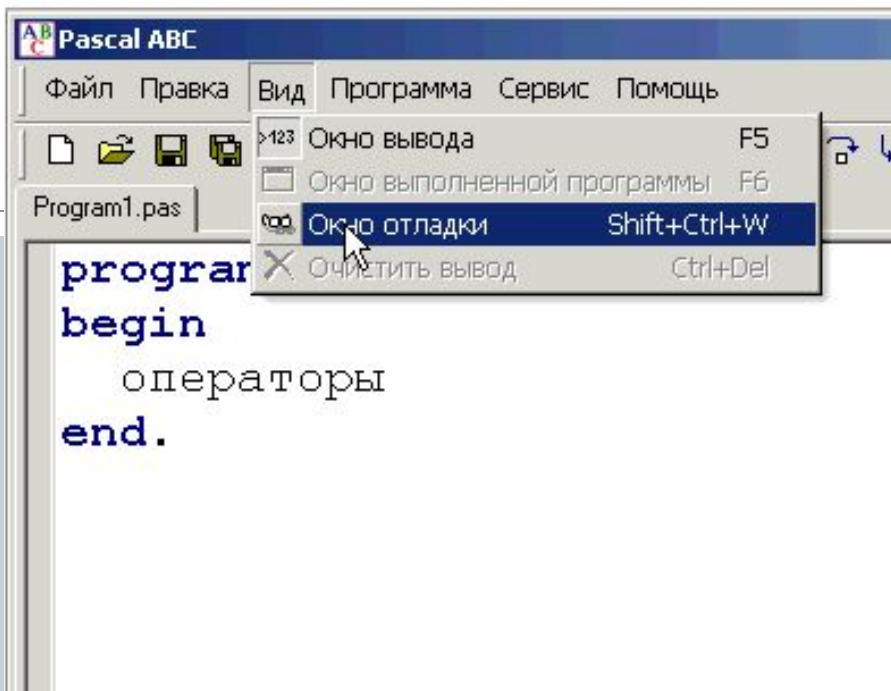 ABC Pascal ABC
Файл Правка Вид Программа Сервис Помощь
>123 Окно вывода F5
Окно выполненной программы F6
Program1.pas
Окно отладки Shift+Ctrl+W
Очистить вывод Ctrl+Del
begin
операторы
end.